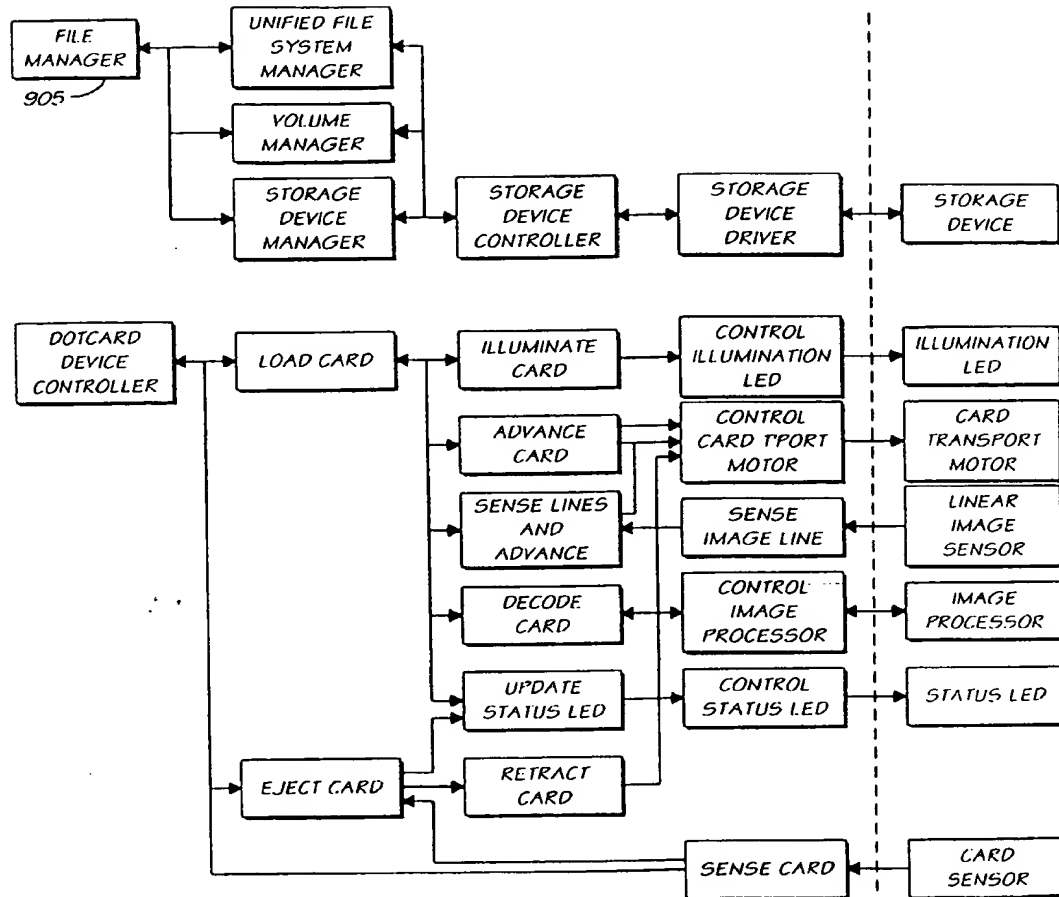 FILE
MANAGER
905
UNIFIED FILE
SYSTEM
MANAGER
VOLUME
MANAGER
STORAGE
DEVICE
MANAGER
STORAGE
DEVICE
CONTROLLER
STORAGE
DEVICE
DRIVER
STORAGE
DEVICE
DOTCARD
DEVICE
CONTROLLER
LOAD CARD
ILLUMINATE
CARD
CONTROL
ILLUMINATION
LED
ILLUMINATION
LED
ADVANCE
CARD
CONTROL
CARD T'PORT
MOTOR
CARD
TRANSPORT
MOTOR
SENSE LINES
AND
ADVANCE
SENSE
IMAGE LINE
LINEAR
IMAGE
SENSOR
DECODE
CARD
CONTROL
IMAGE
PROCESSOR
IMAGE
PROCESSOR
UPDATE
STATUS LED
CONTROL
STATUS LED
STATUS LED
EJECT CARD
RETRACT
CARD
SENSE CARD
CARD
SENSOR